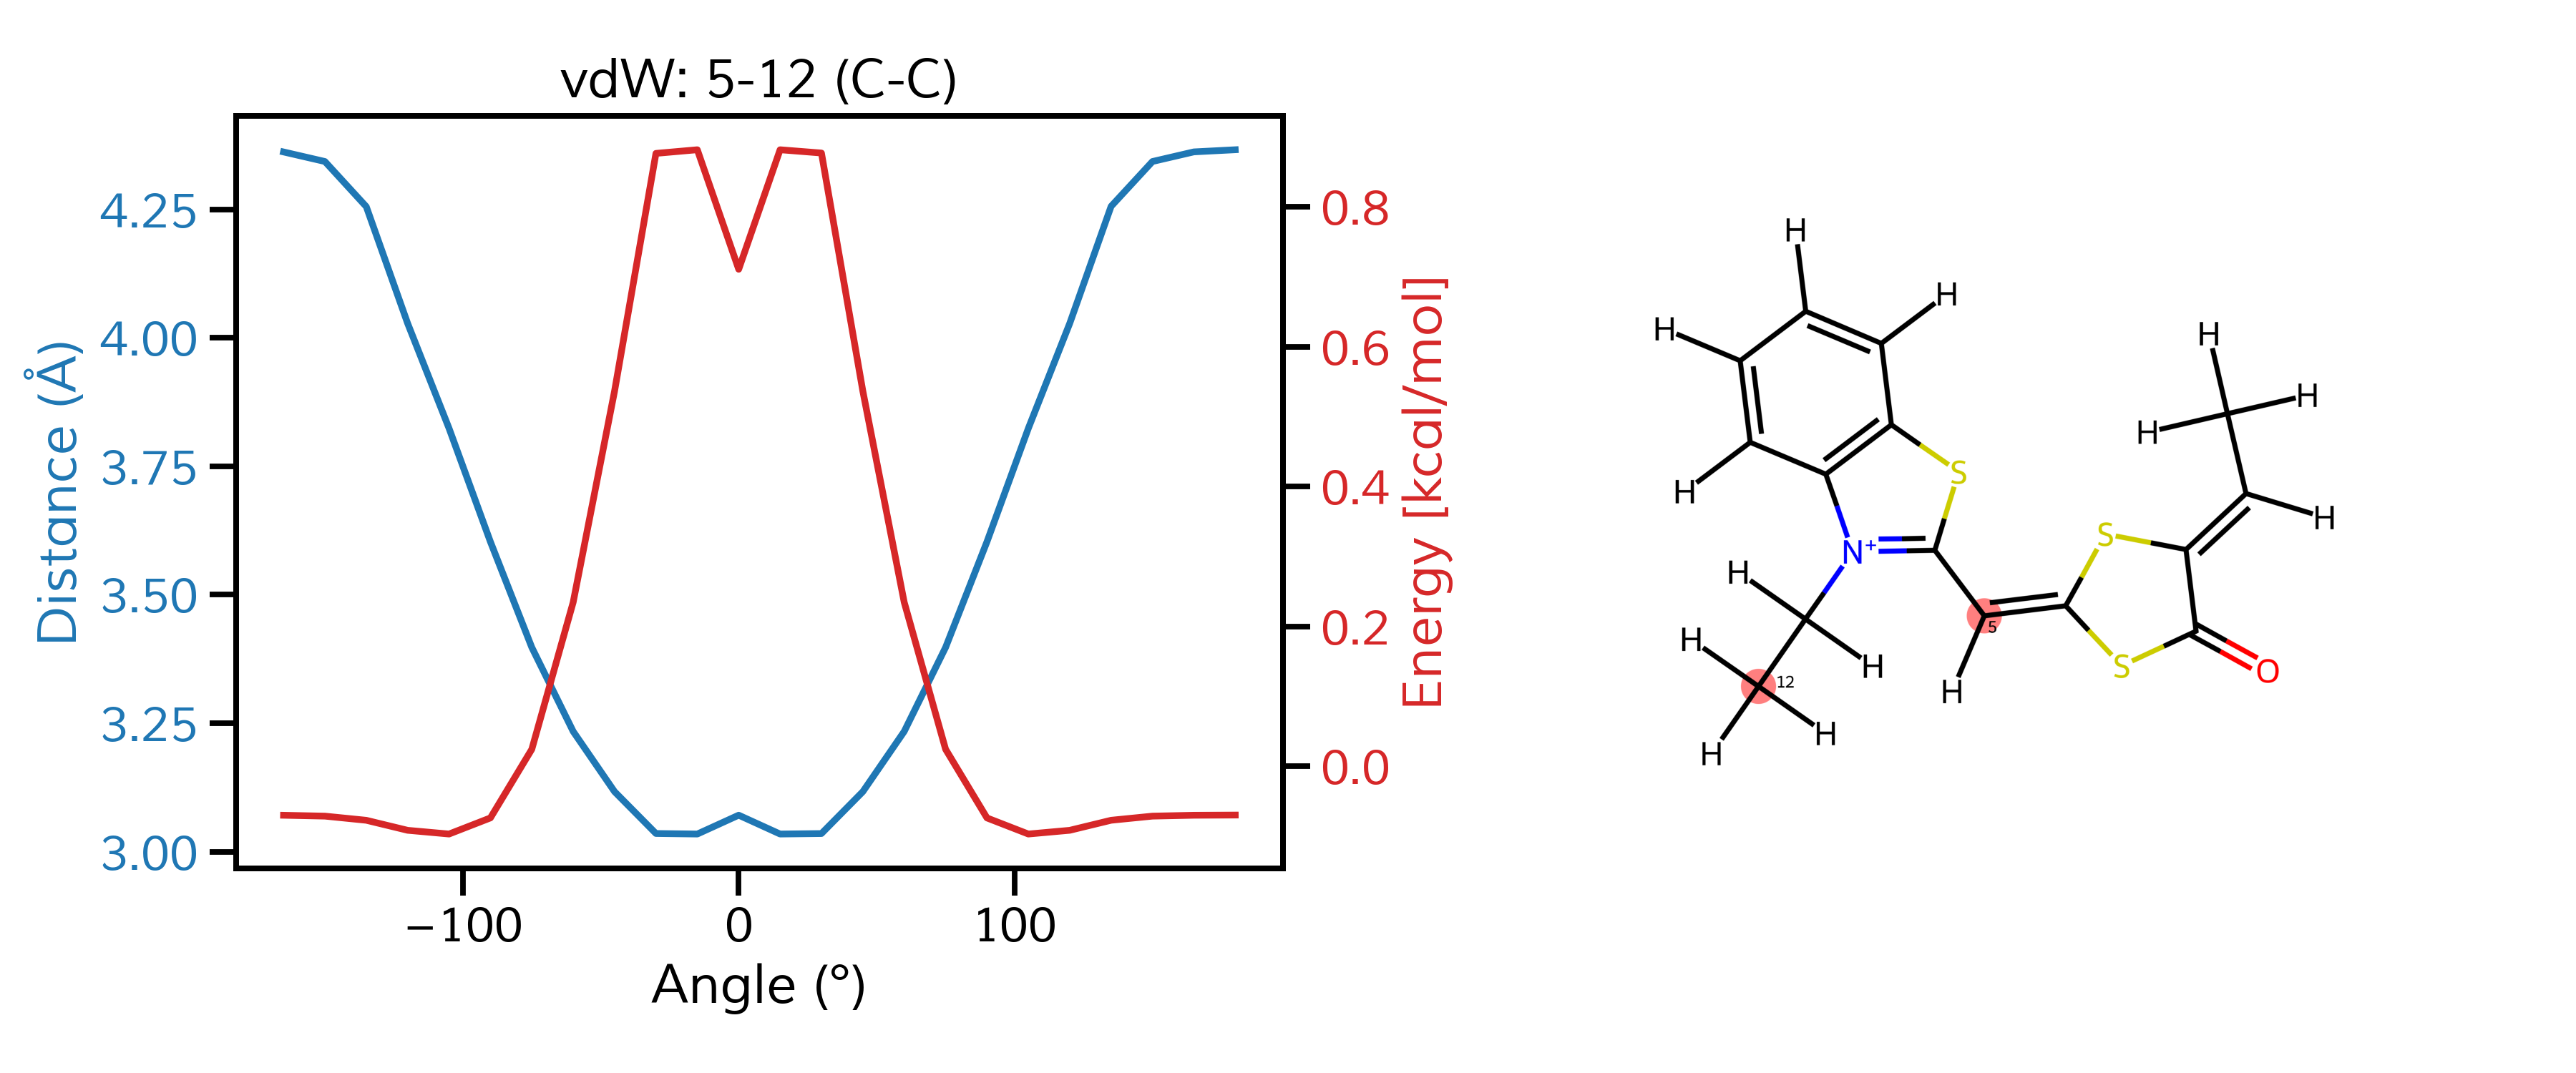 vdW: 5-12 (C-C)
Distance (Å)
4.25
4.00
3.75
3.50
3.25
3.00
−100
0
100
Angle (°)
0.8
0.6
0.4
0.2
0.0
Energy [kcal/mol]
H
H
H
H
H
H
H
S
H
H
S
N+
H
5
H
H
12
S
O
H
H
H